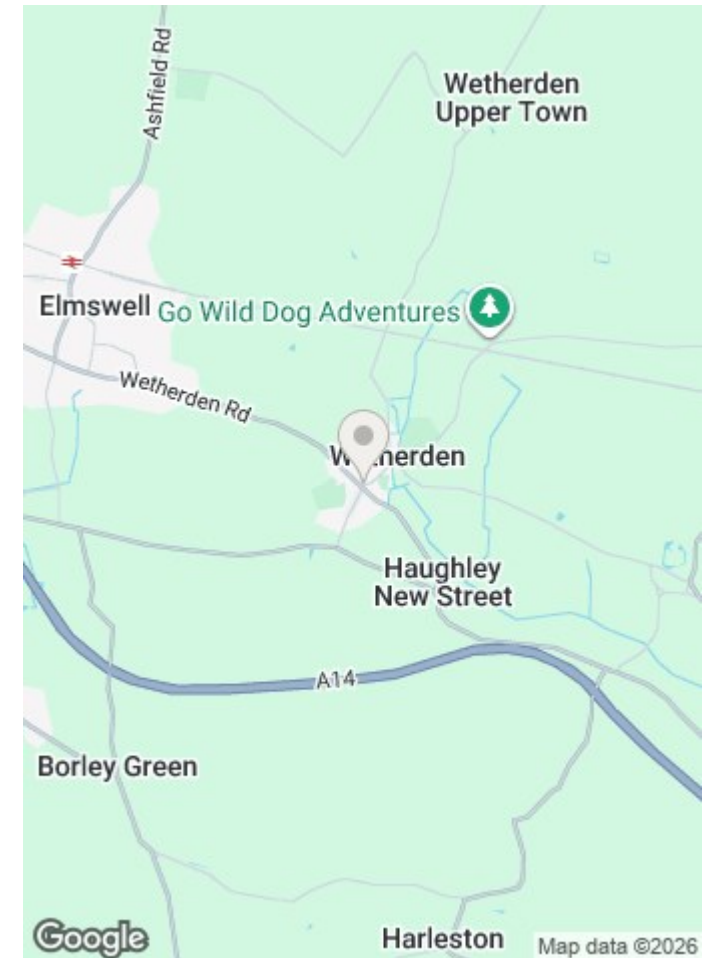 Ashfield Rd
Wetherden
Upper Town
Elmswell
Go Wild Dog Adventures
Wetherden Rd
Wetherden
Haughley
New Street
A14
Borley Green
Harleston
Google
Map data ©2026